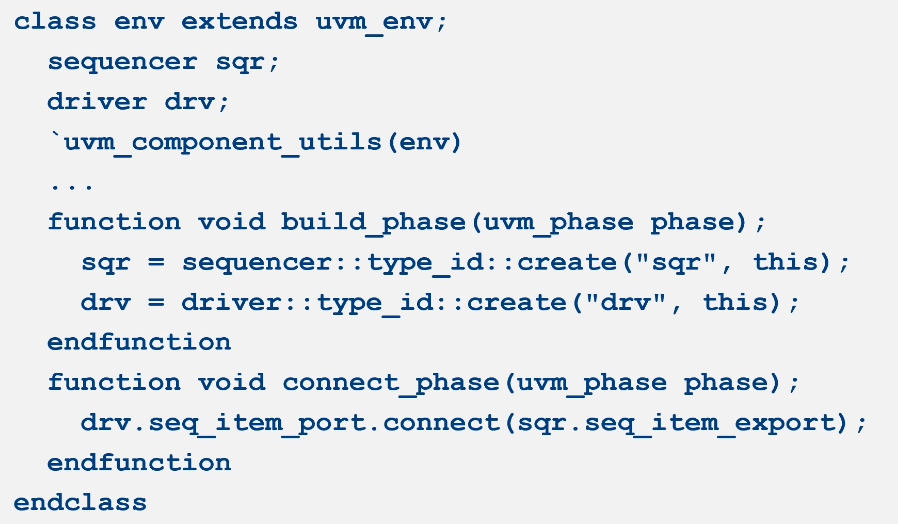 class env extends uvm_env;
sequencer sqr;
driver drv;
`uvm_component_utils(env)
...
function void build_phase(uvm_phase phase);
sqr = sequencer::type_id::create("sqr", this);
drv = driver::type_id::create("drv", this);
endfunction
function void connect_phase(uvm_phase phase);
drv.seq_item_port.connect(sqr.seq_item_export);
endfunction
endclass